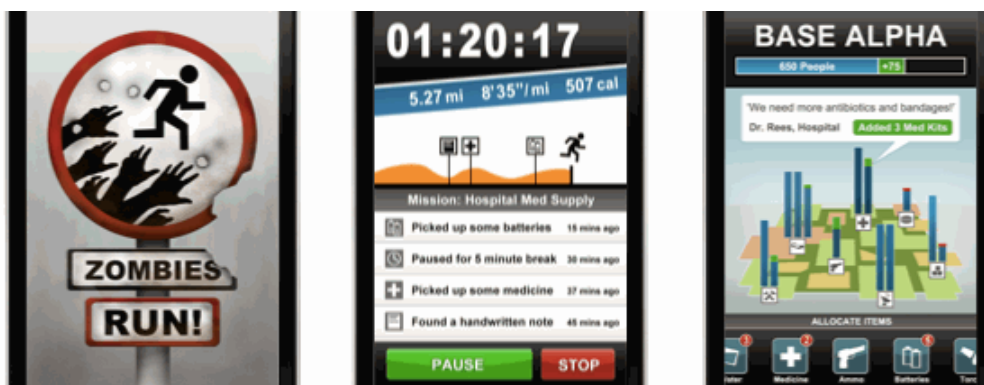 ZOMBIES
RUN!
01:20:17
5.27 mi 8'35"/mi 507 cal
Mission: Hospital Med Supply
Picked up some batteries 15 mins ago
Paused for 5 minute break 30 mins ago
Picked up some medicine 37 mins ago
Found a handwritten note 45 mins ago
PAUSE STOP
BASE ALPHA
650 People +75
'We need more antibiotics and bandages!'
Dr. Rees, Hospital Added 3 Med Kits
ALLOCATE ITEMS
3 2 5
Medicine Ammo Batteries